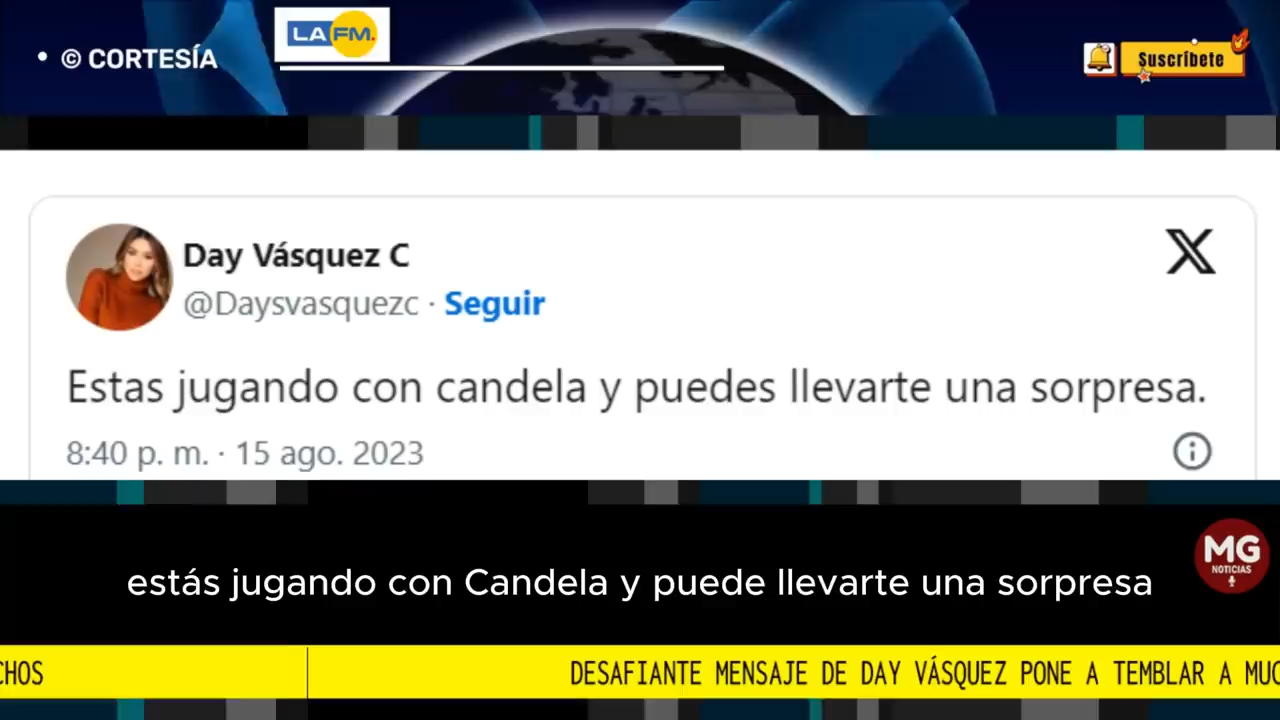 • © CORTESÍA
LA FM.
Suscríbete
Day Vásquez C
@Daysvasquezc · Seguir
Estas jugando con candela y puedes llevarte una sorpresa.
8:40 p. m. · 15 ago. 2023
estás jugando con Candela y puede llevarte una sorpresa
MG
NOTICIAS
CHOS
DESAFIANTE MENSAJE DE DAY VÁSQUEZ PONE A TEMBLAR A MUC